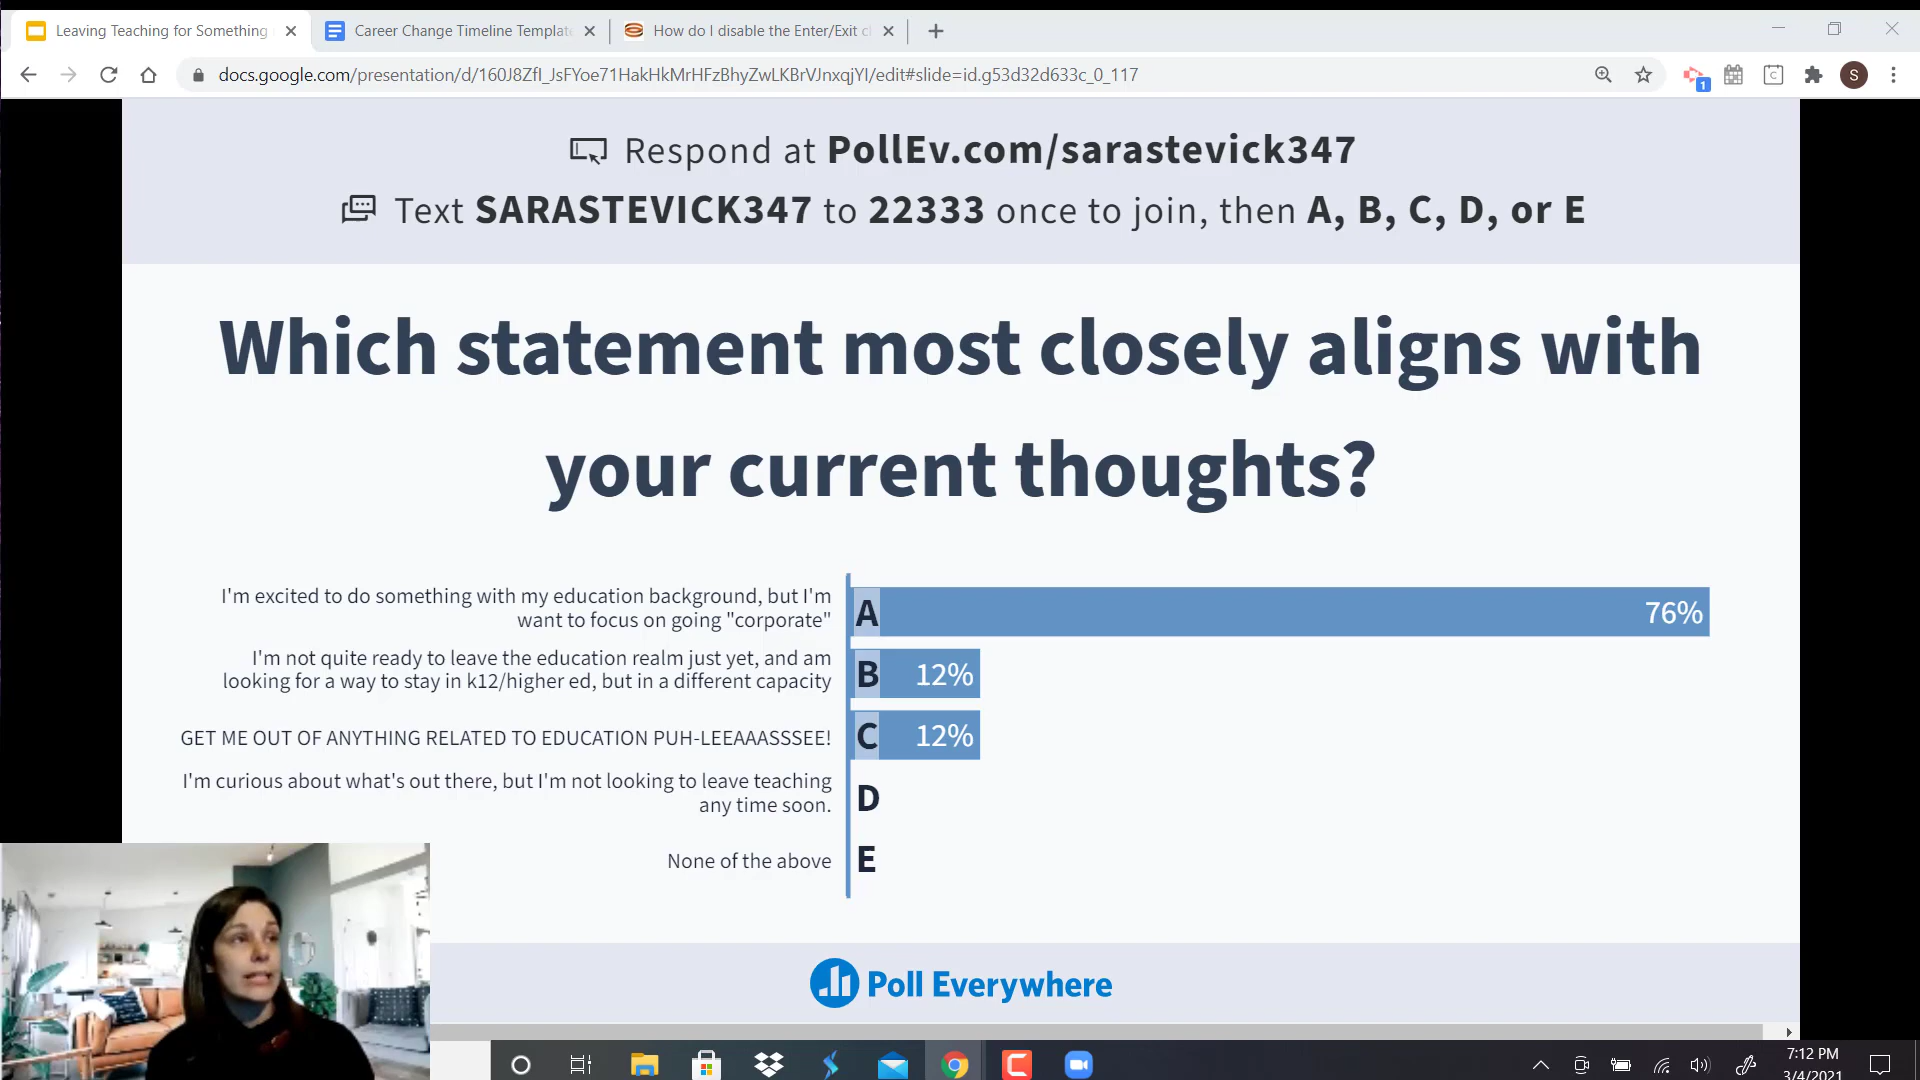 Leaving Teaching for Something
Career Change Timeline Templat
How do I disable the Enter/Exit c
docs.google.com/presentation/d/160J8ZfI_JsFYoe71HakHkMrHFzBhyZwLKBrVJnxqjYI/edit#slide=id.g53d32d633c_0_117
1
C
S
Respond at PollEv.com/sarastevick347
Text SARASTEVICK347 to 22333 once to join, then A, B, C, D, or E
Which statement most closely aligns with
your current thoughts?
I'm excited to do something with my education background, but I'm
want to focus on going "corporate"
A
76%
I'm not quite ready to leave the education realm just yet, and am
looking for a way to stay in k12/higher ed, but in a different capacity
B
12%
GET ME OUT OF ANYTHING RELATED TO EDUCATION PUH-LEEAAASSSEE!
C
12%
I'm curious about what's out there, but I'm not looking to leave teaching
any time soon.
D
None of the above
E
Poll Everywhere
7:12 PM
3/4/2021